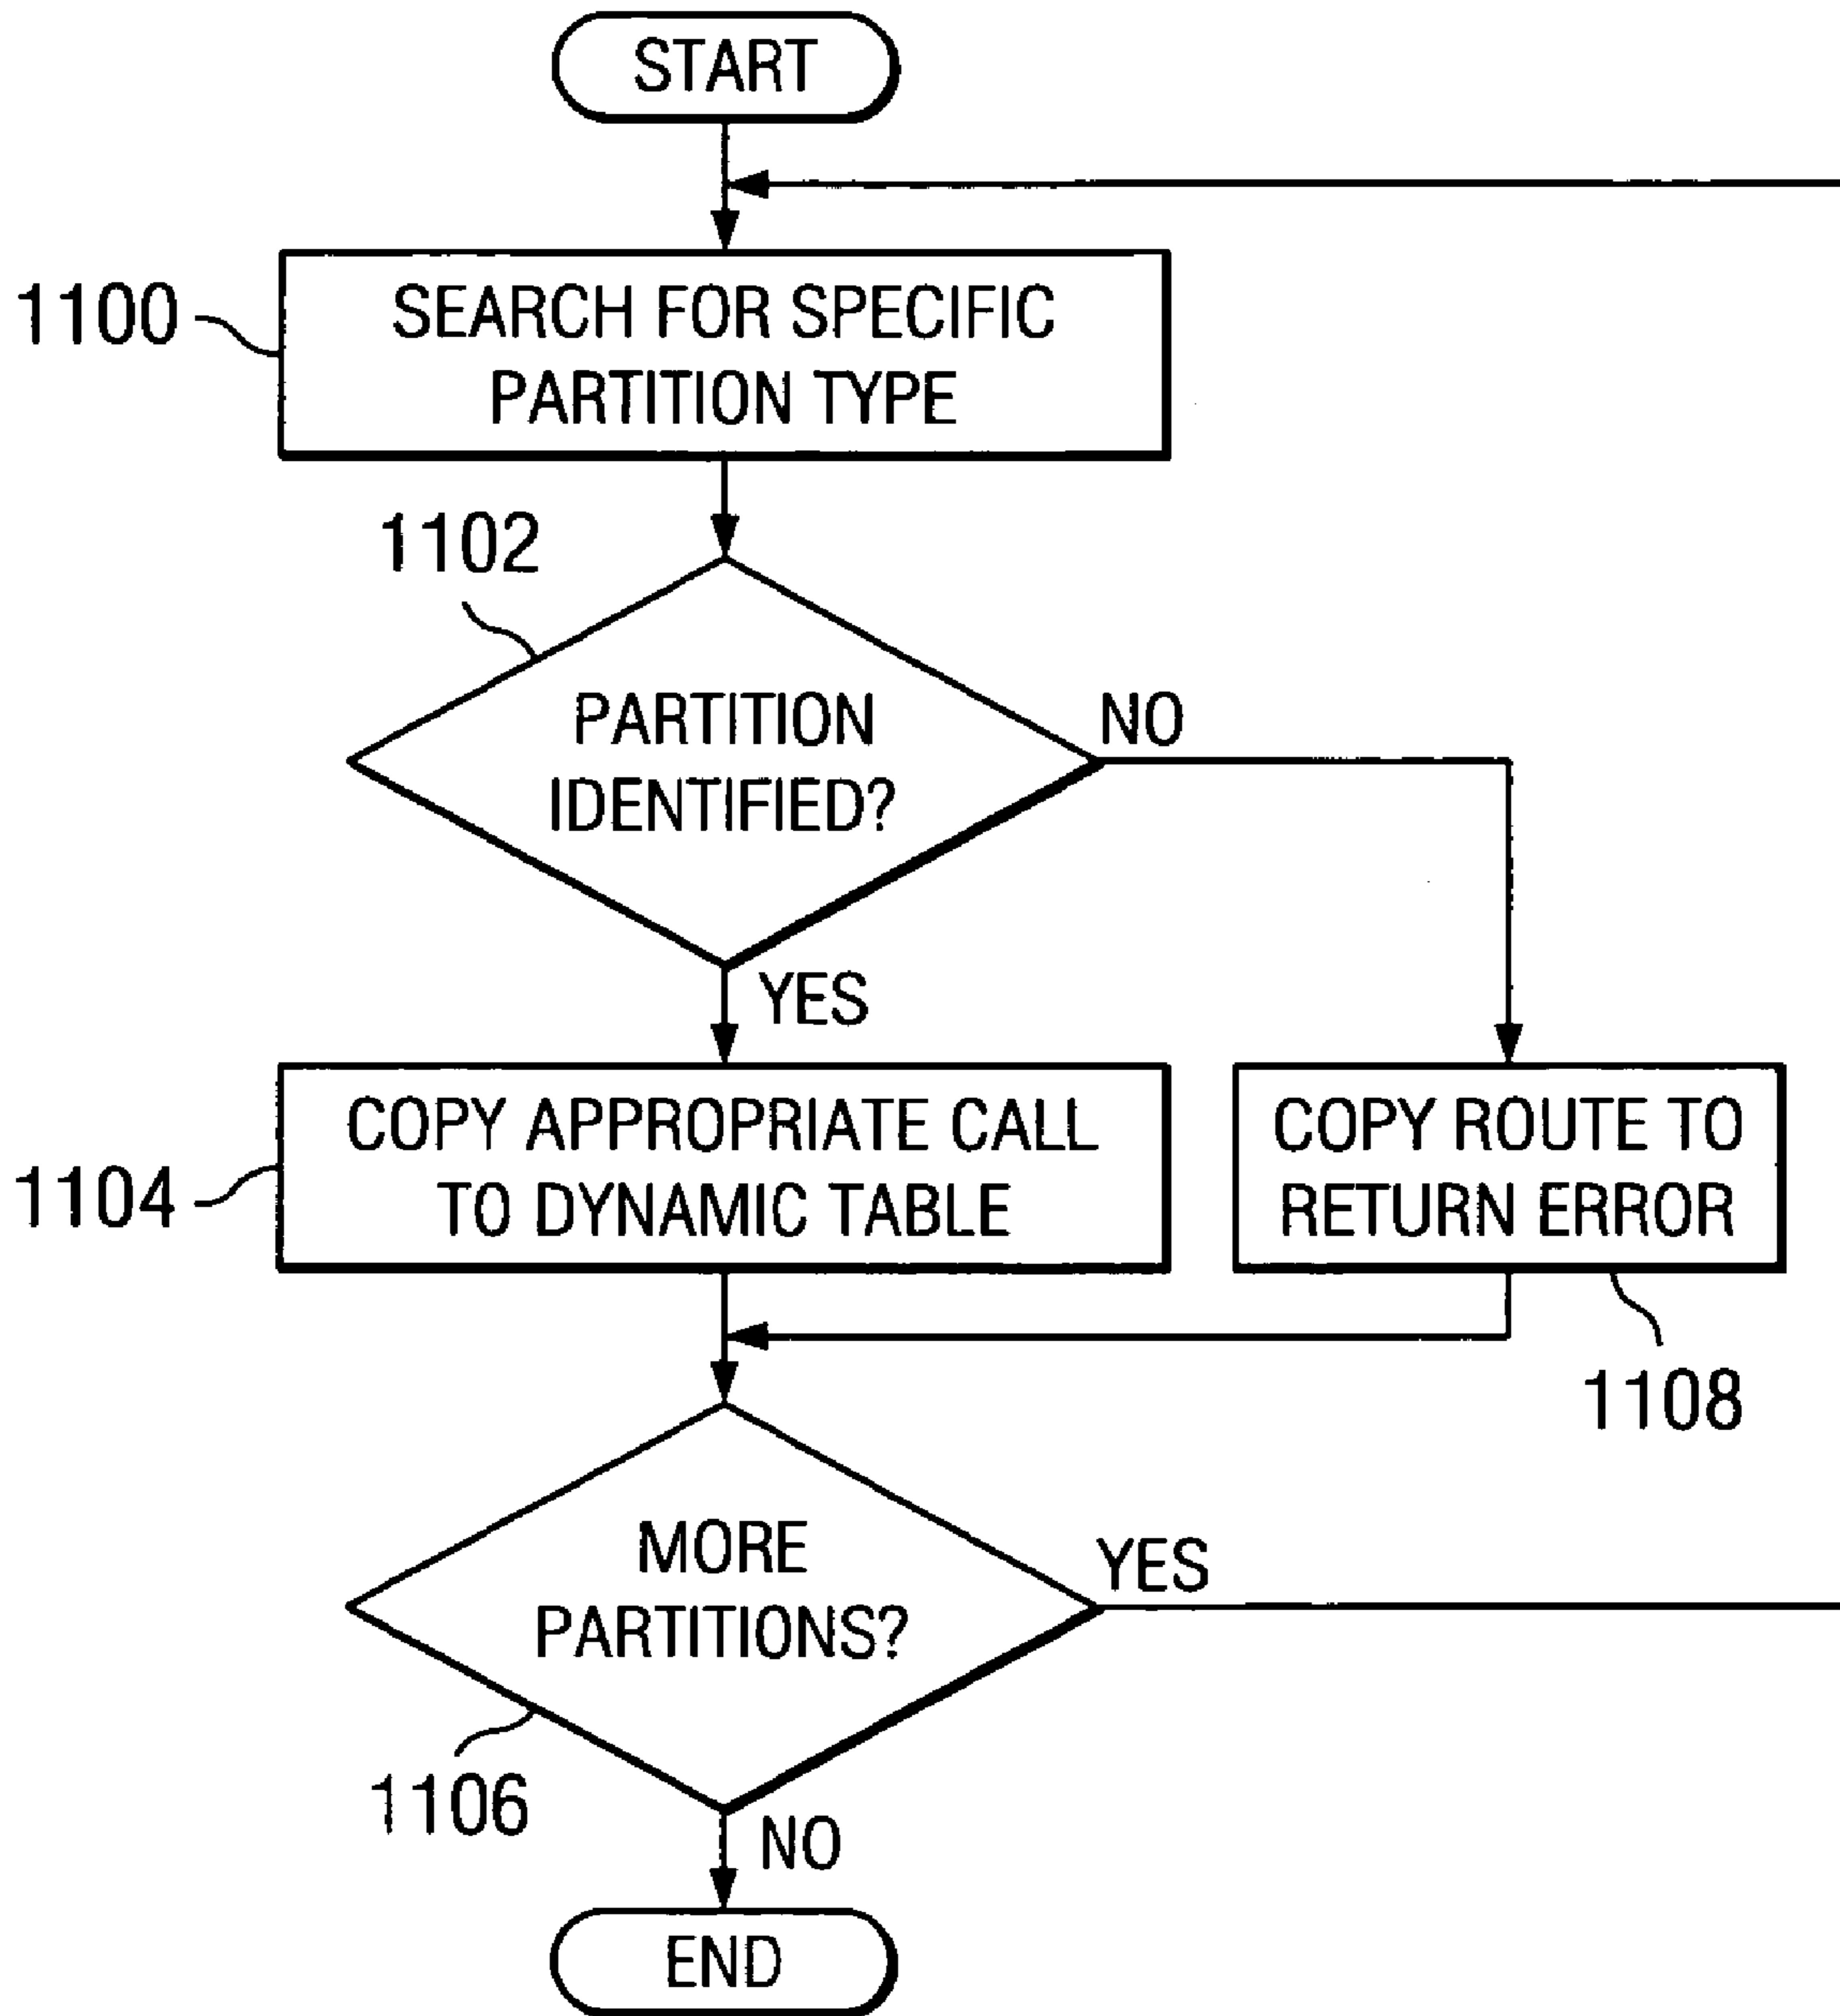 START
1100
SEARCH FOR SPECIFIC
PARTITION TYPE
1102
PARTITION
IDENTIFIED?
NO
YES
1104
COPY APPROPRIATE CALL
TO DYNAMIC TABLE
COPY ROUTE TO
RETURN ERROR
1108
MORE
PARTITIONS?
YES
1106
NO
END